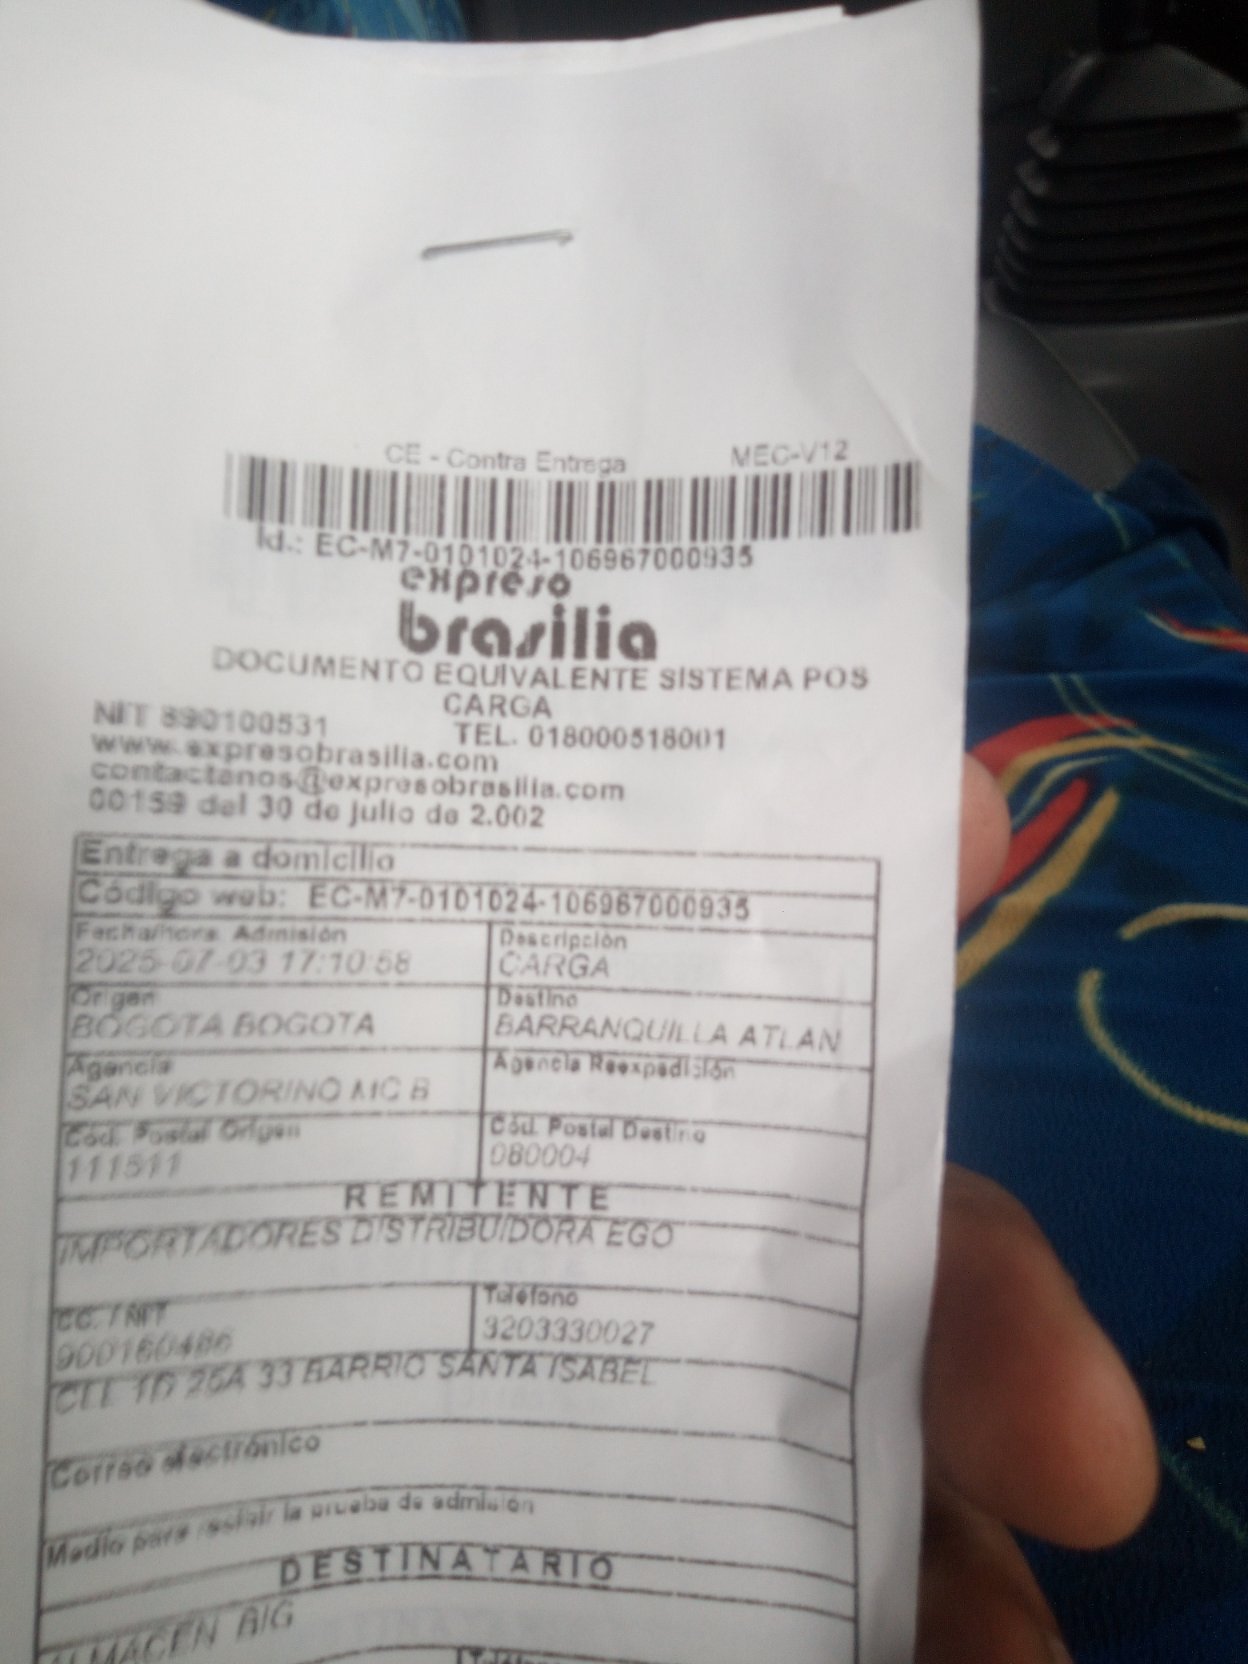 CE - Contra Entrega MEC-V12
Id.: EC-M7-0101024-106967000935
expreso
brasilia
DOCUMENTO EQUIVALENTE SISTEMA POS
CARGA
NIT 890100531 TEL. 018000518001
www.expresobrasilia.com
contactenos@expresobrasilia.com
00159 del 30 de julio de 2.002
Entrega a domicilio
Código web: EC-M7-0101024-106967000935
Fecha/hora Admisión Descripción
2025-07-03 17:10:58 CARGA
Origen Destino
BOGOTA BOGOTA BARRANQUILLA ATLAN
Agencia Agencia Reexpedición
SAN VICTORINO MC B
Cód. Postal Origen Cód. Postal Destino
111511 080004
REMITENTE
IMPORTADORES DISTRIBUIDORA EGO
CC. / NIT Teléfono
900160486 3203330027
CLL 1D 25A 33 BARRIO SANTA ISABEL
Correo electrónico
Medio para recibir la prueba de admisión
DESTINATARIO
ALMACEN BIG
Teléfono